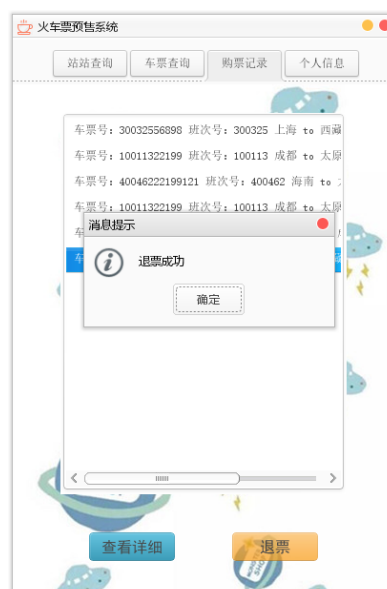 火车票预售系统
站站查询 车票查询 购票记录 个人信息
车票号：30032556898 班次号：300325 上海 to 西藏
车票号：10011322199 班次号：100113 成都 to 太原
车票号：40046222199121 班次号：400462 海南 to
车票号：10011322199 班次号：100113 成都 to 太原
消息提示
退票成功
确定
查看详细 退票